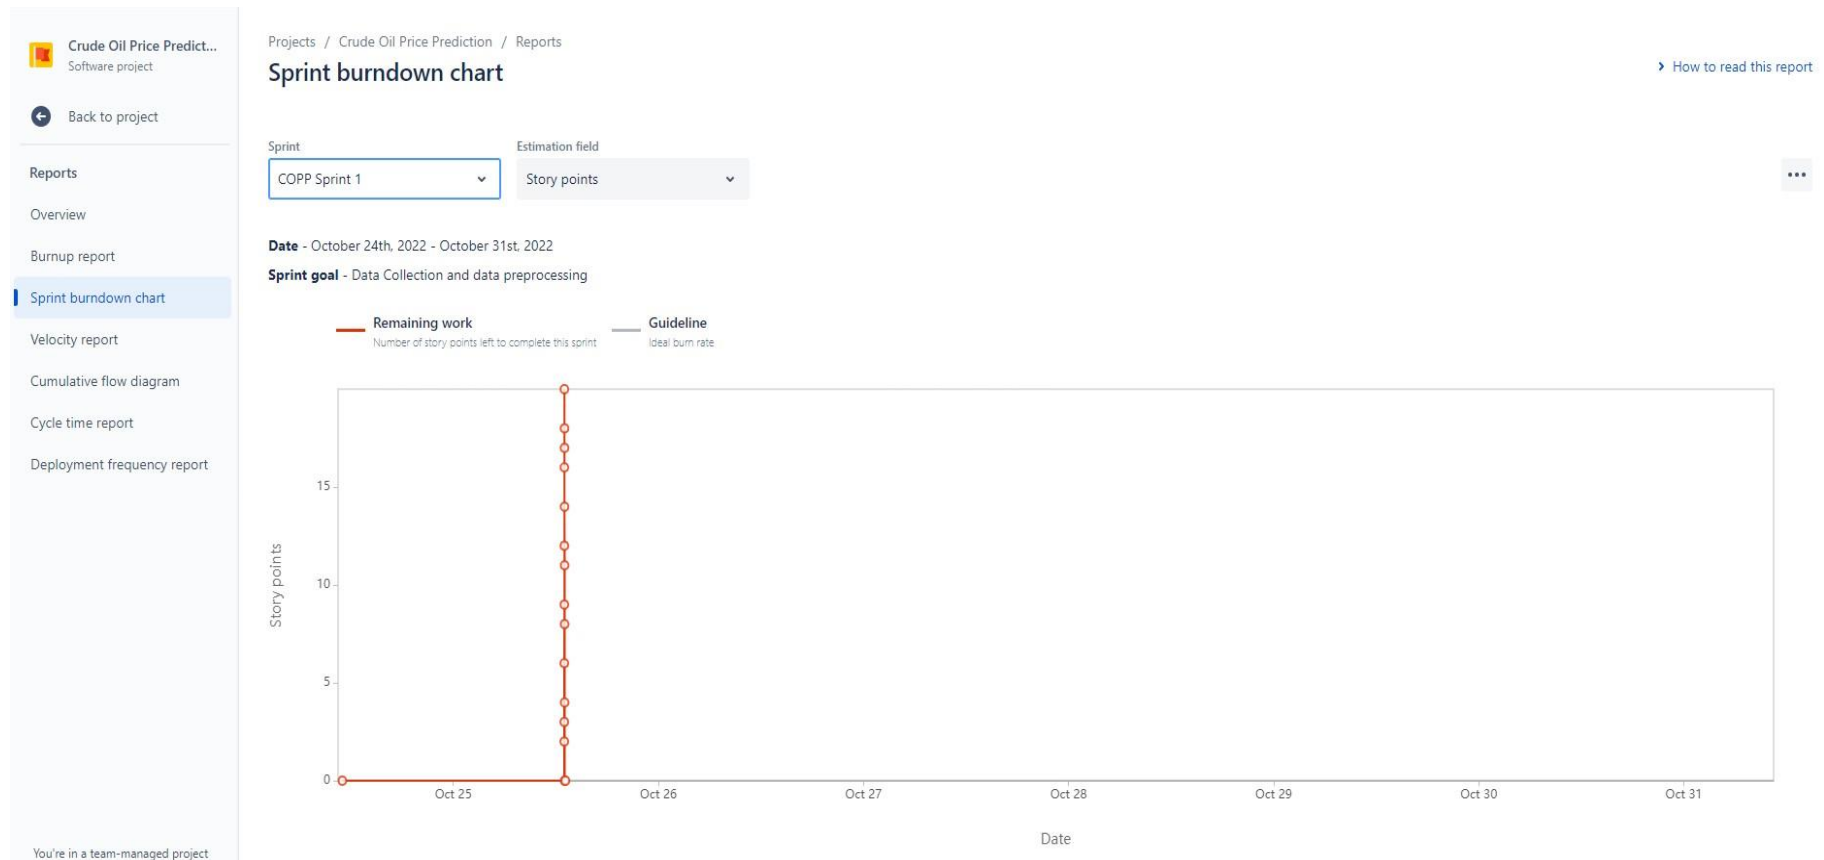 Crude Oil Price Predict...
Software project
Back to project
Reports
Overview
Burnup report
Sprint burndown chart
Velocity report
Cumulative flow diagram
Cycle time report
Deployment frequency report
You're in a team-managed project
Projects / Crude Oil Price Prediction / Reports
Sprint burndown chart
How to read this report
Sprint
Estimation field
COPP Sprint 1
Story points
Date - October 24th, 2022 - October 31st, 2022
Sprint goal - Data Collection and data preprocessing
Remaining work
Number of story points left to complete this sprint
Guideline
Ideal burn rate
Story points
15
10
5
0
Oct 25 Oct 26 Oct 27 Oct 28 Oct 29 Oct 30 Oct 31
Date